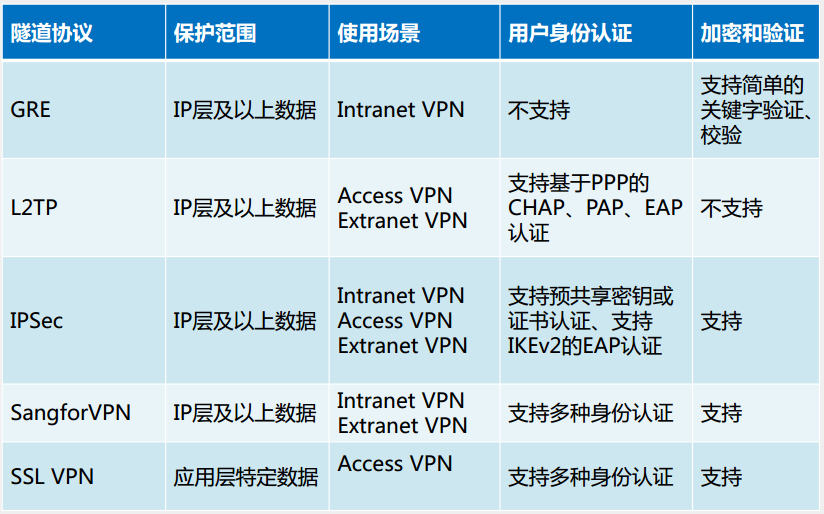 隧道协议 保护范围 使用场景 用户身份认证 加密和验证
GRE IP层及以上数据 Intranet VPN 不支持 支持简单的
关键字验证、
校验
L2TP IP层及以上数据 Access VPN
Extranet VPN 支持基于PPP的
CHAP、PAP、EAP
认证 不支持
IPSec IP层及以上数据 Intranet VPN
Access VPN
Extranet VPN 支持预共享密钥或
证书认证、支持
IKEv2的EAP认证 支持
SangforVPN IP层及以上数据 Intranet VPN
Extranet VPN 支持多种身份认证 支持
SSL VPN 应用层特定数据 Access VPN 支持多种身份认证 支持